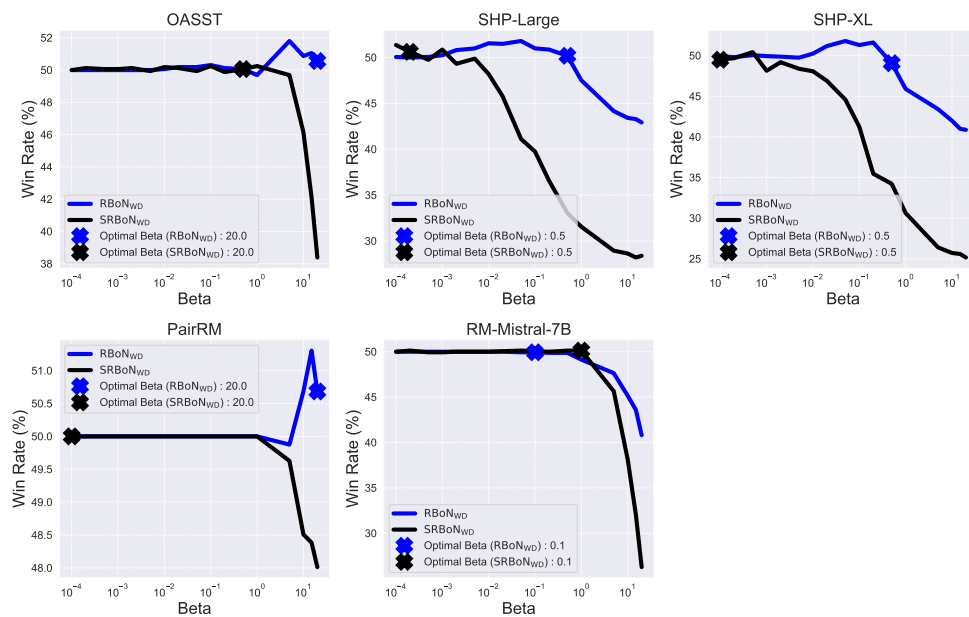 OASST
Win Rate (%)
52
50
48
46
44
42
40
38
RBoN_WD
SRBoN_WD
Optimal Beta (RBoN_WD) : 20.0
Optimal Beta (SRBoN_WD) : 20.0
10^-4 10^-3 10^-2 10^-1 10^0 10^1
Beta
SHP-Large
Win Rate (%)
50
45
40
35
30
RBoN_WD
SRBoN_WD
Optimal Beta (RBoN_WD) : 0.5
Optimal Beta (SRBoN_WD) : 0.5
10^-4 10^-3 10^-2 10^-1 10^0 10^1
Beta
SHP-XL
Win Rate (%)
50
45
40
35
30
25
RBoN_WD
SRBoN_WD
Optimal Beta (RBoN_WD) : 0.5
Optimal Beta (SRBoN_WD) : 0.5
10^-4 10^-3 10^-2 10^-1 10^0 10^1
Beta
PairRM
Win Rate (%)
51.0
50.5
50.0
49.5
49.0
48.5
48.0
RBoN_WD
SRBoN_WD
Optimal Beta (RBoN_WD) : 20.0
Optimal Beta (SRBoN_WD) : 20.0
10^-4 10^-3 10^-2 10^-1 10^0 10^1
Beta
RM-Mistral-7B
Win Rate (%)
50
45
40
35
30
RBoN_WD
SRBoN_WD
Optimal Beta (RBoN_WD) : 0.1
Optimal Beta (SRBoN_WD) : 0.1
10^-4 10^-3 10^-2 10^-1 10^0 10^1
Beta